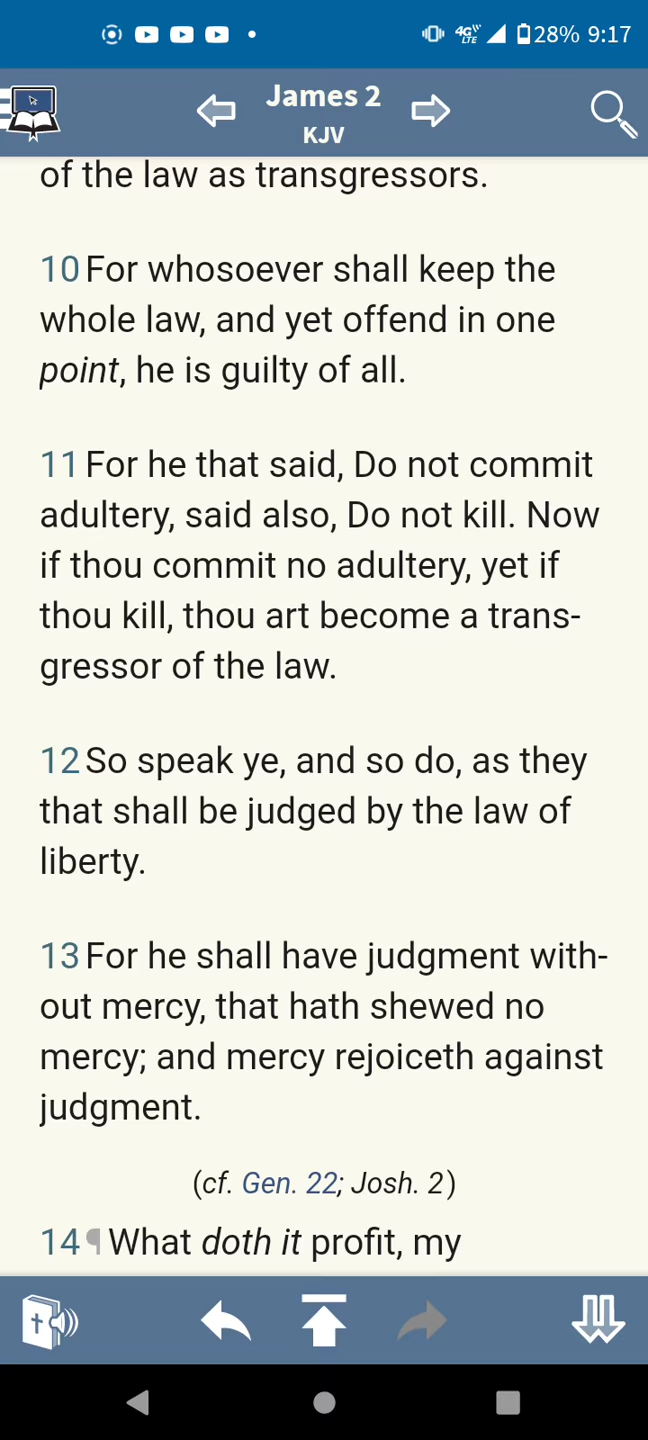 4G LTE 28% 9:17
James 2
KJV
of the law as transgressors.
10 For whosoever shall keep the
whole law, and yet offend in one
point, he is guilty of all.
11 For he that said, Do not commit
adultery, said also, Do not kill. Now
if thou commit no adultery, yet if
thou kill, thou art become a trans-
gressor of the law.
12 So speak ye, and so do, as they
that shall be judged by the law of
liberty.
13 For he shall have judgment with-
out mercy, that hath shewed no
mercy; and mercy rejoiceth against
judgment.
(cf. Gen. 22; Josh. 2)
14 ¶ What doth it profit, my